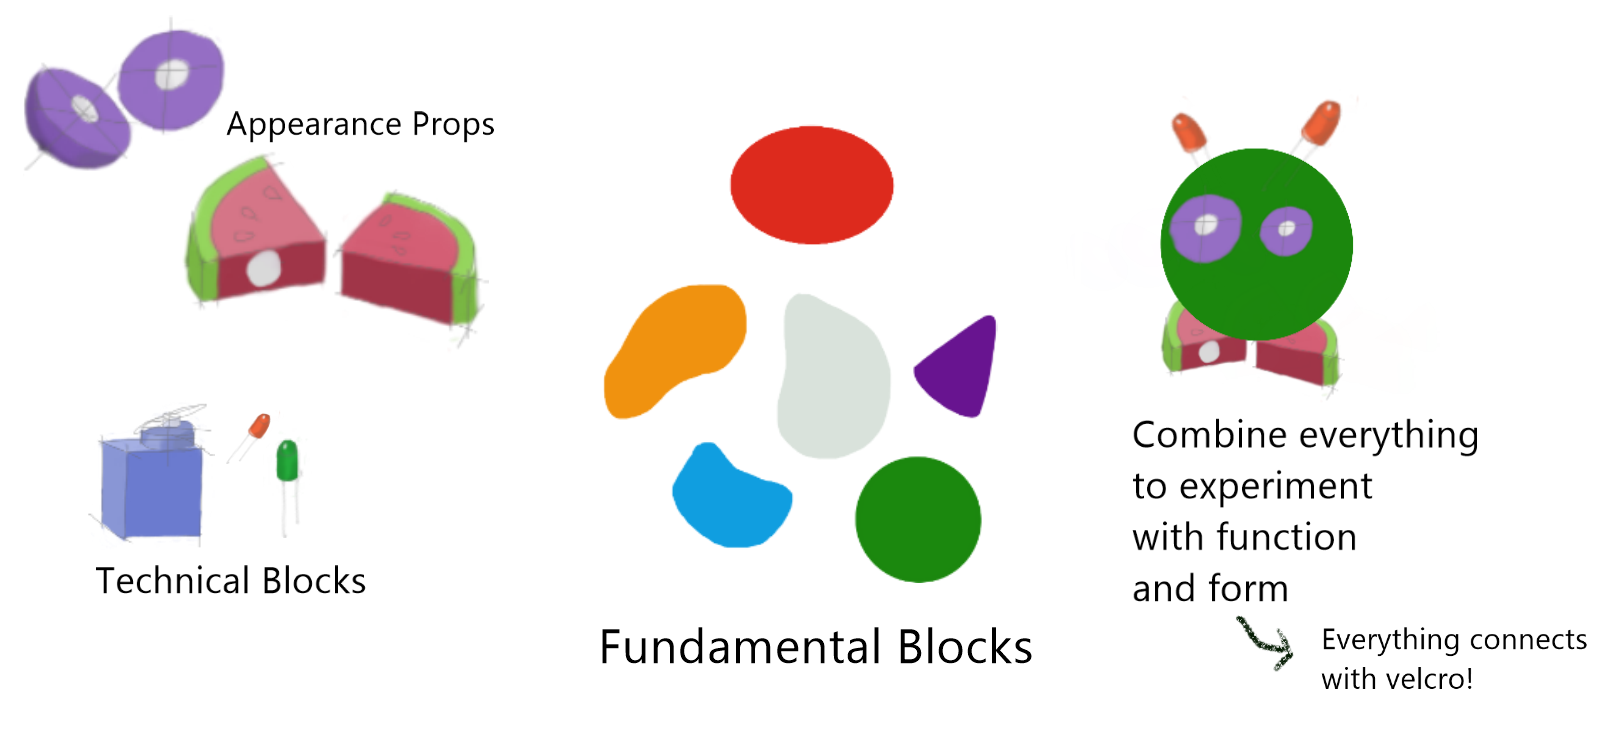 Appearance Props
Technical Blocks
Fundamental Blocks
Combine everything
to experiment
with function
and form
Everything connects
with velcro!